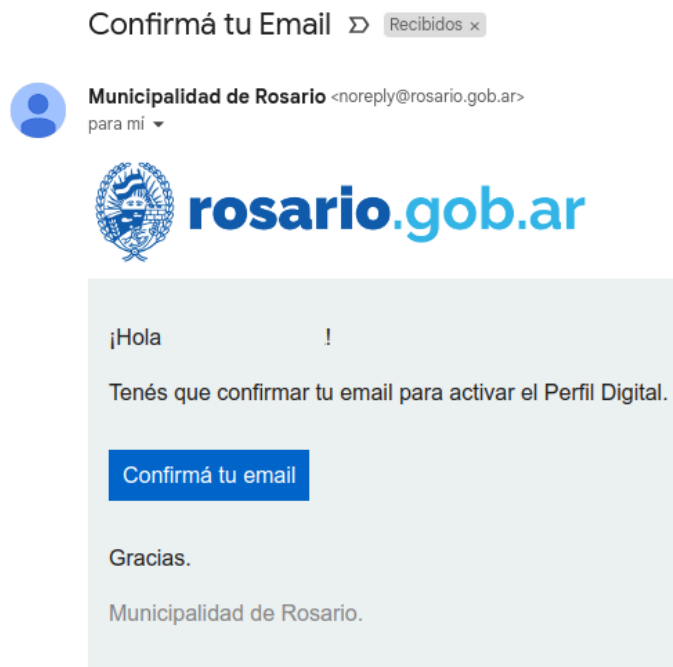 Confirmá tu Email Recibidos ×
Municipalidad de Rosario <noreply@rosario.gob.ar>
para mí
rosario.gob.ar
¡Hola !
Tenés que confirmar tu email para activar el Perfil Digital.
Confirmá tu email
Gracias.
Municipalidad de Rosario.